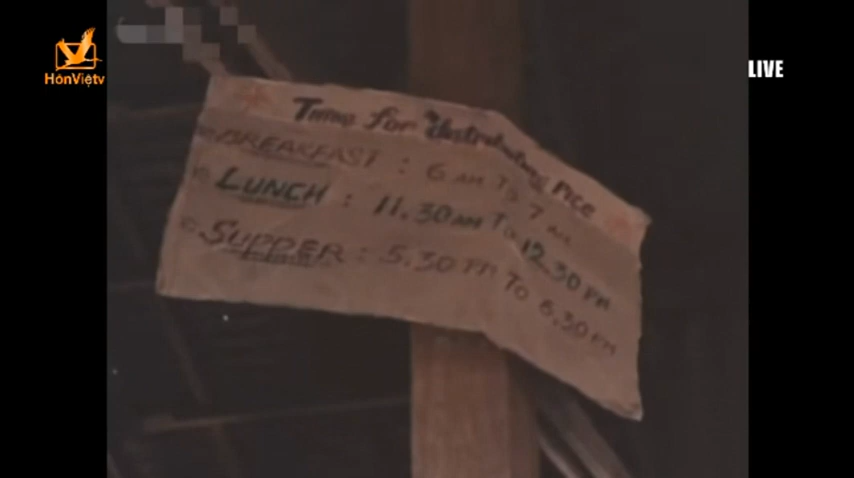 HồnViệtv
LIVE
Time for distributing Rice
BREAKFAST : 6 AM To 7 AM
LUNCH : 11.30 AM To 12.30 PM
SUPPER : 5.30 PM To 6.30 PM